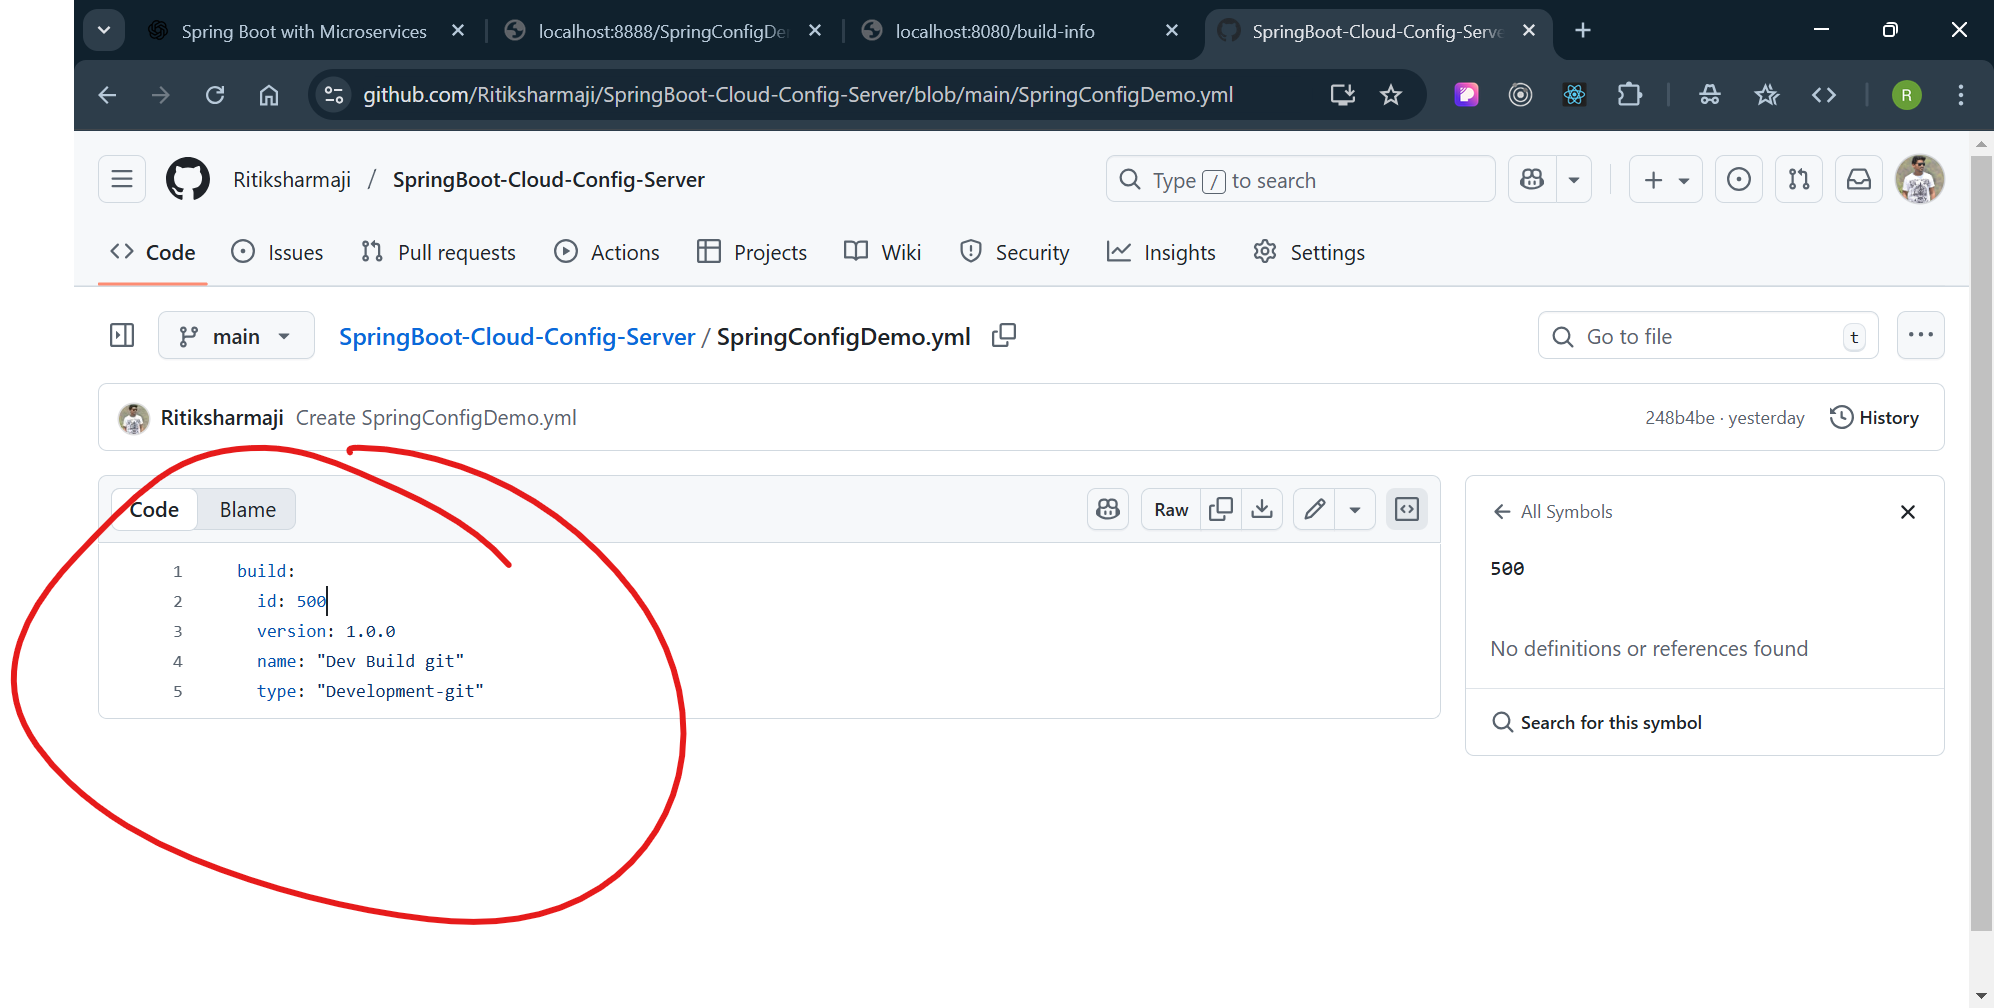 Spring Boot with Microservices
localhost:8888/SpringConfigDe
localhost:8080/build-info
SpringBoot-Cloud-Config-Serve
github.com/Ritiksharmaji/SpringBoot-Cloud-Config-Server/blob/main/SpringConfigDemo.yml
R
Ritiksharmaji / SpringBoot-Cloud-Config-Server
Type / to search
Code
Issues
Pull requests
Actions
Projects
Wiki
Security
Insights
Settings
main
SpringBoot-Cloud-Config-Server / SpringConfigDemo.yml
Go to file
t
Ritiksharmaji Create SpringConfigDemo.yml
248b4be · yesterday
History
Code
Blame
Raw
1 build:
2 id: 500
3 version: 1.0.0
4 name: "Dev Build git"
5 type: "Development-git"
All Symbols
500
No definitions or references found
Search for this symbol